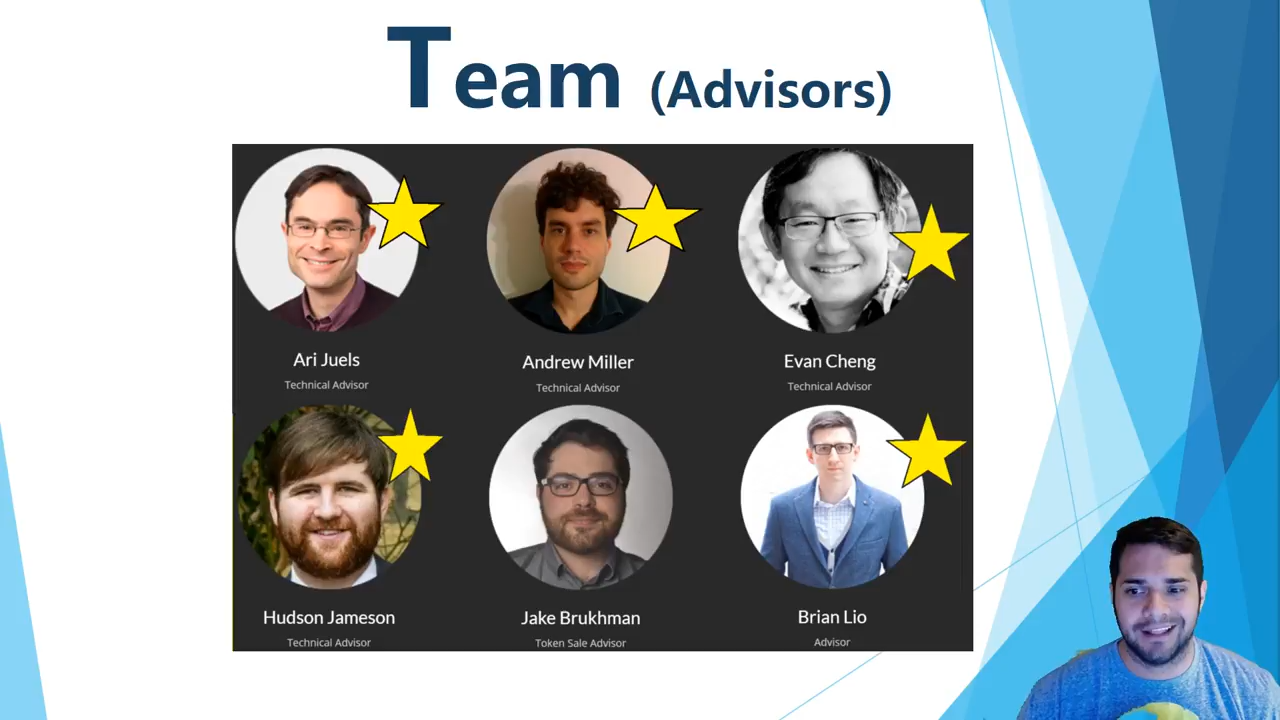 Team (Advisors)
Ari Juels
Technical Advisor
Andrew Miller
Technical Advisor
Evan Cheng
Technical Advisor
Hudson Jameson
Technical Advisor
Jake Brukhman
Token Sale Advisor
Brian Lio
Advisor